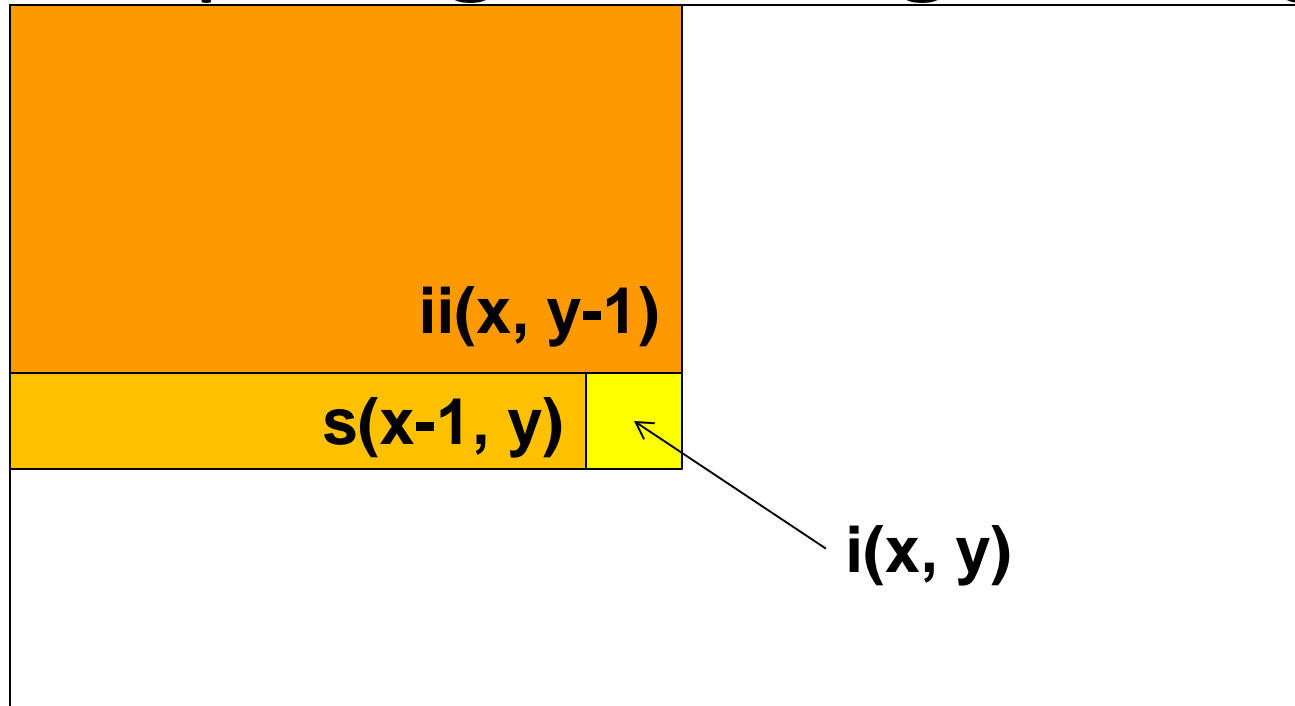 ii(x, y-1)
s(x-1, y)
i(x, y)